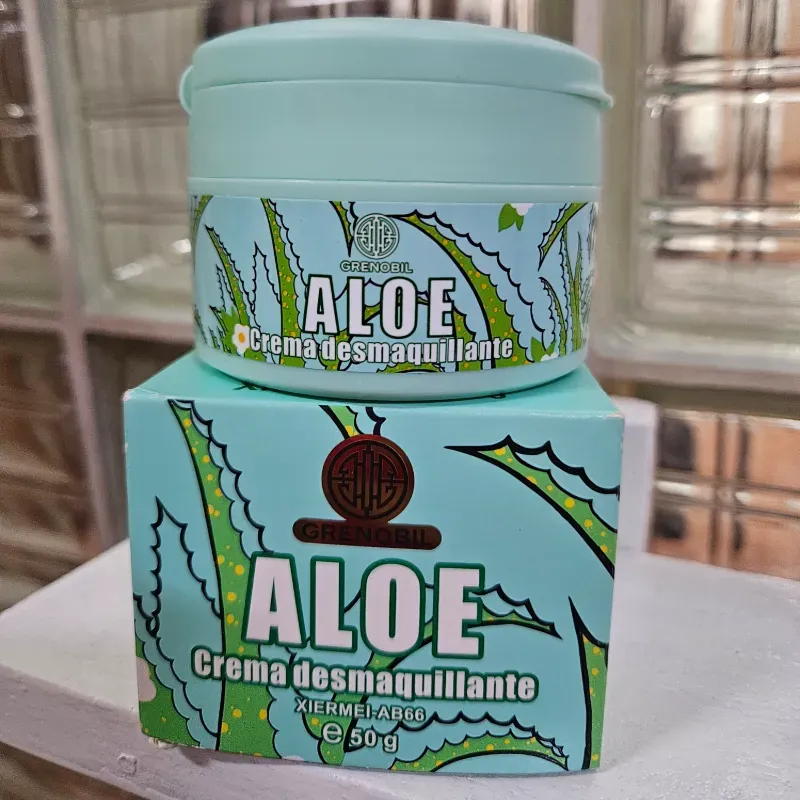 GRENOBIL
ALOE
Crema desmaquillante
GRENOBIL
ALOE
Crema desmaquillante
XIERMEI-AB66
e 50 g